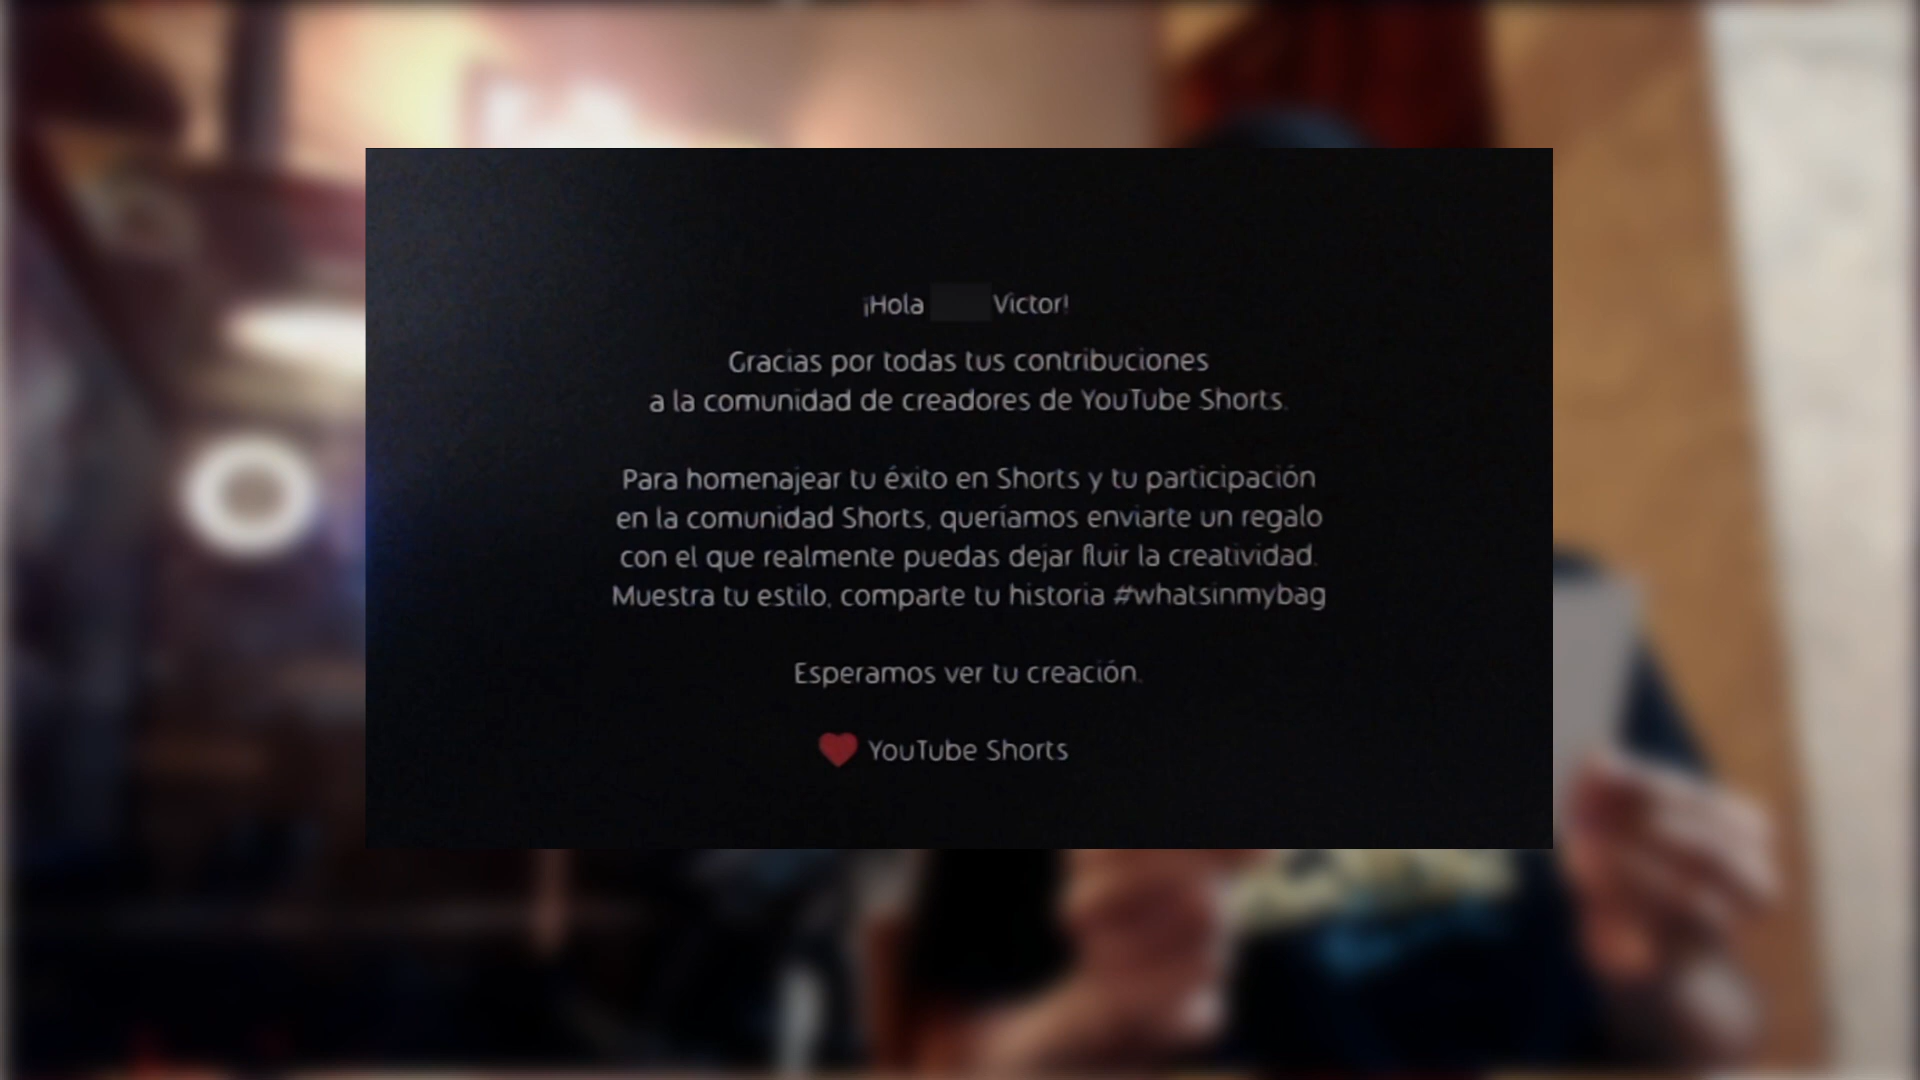 ¡Hola Victor!
Gracias por todas tus contribuciones
a la comunidad de creadores de YouTube Shorts.
Para homenajear tu éxito en Shorts y tu participación
en la comunidad Shorts, queríamos enviarte un regalo
con el que realmente puedas dejar fluir la creatividad.
Muestra tu estilo, comparte tu historia #whatsinmybag
Esperamos ver tu creación.
YouTube Shorts